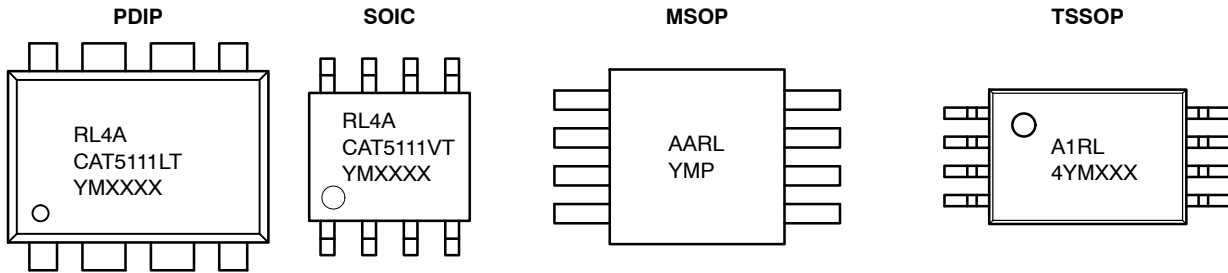 PDIP
RL4A
CAT5111LT
YMXXXX
SOIC
RL4A
CAT5111VT
YMXXXX
MSOP
AARL
YMP
TSSOP
A1RL
4YMXXX